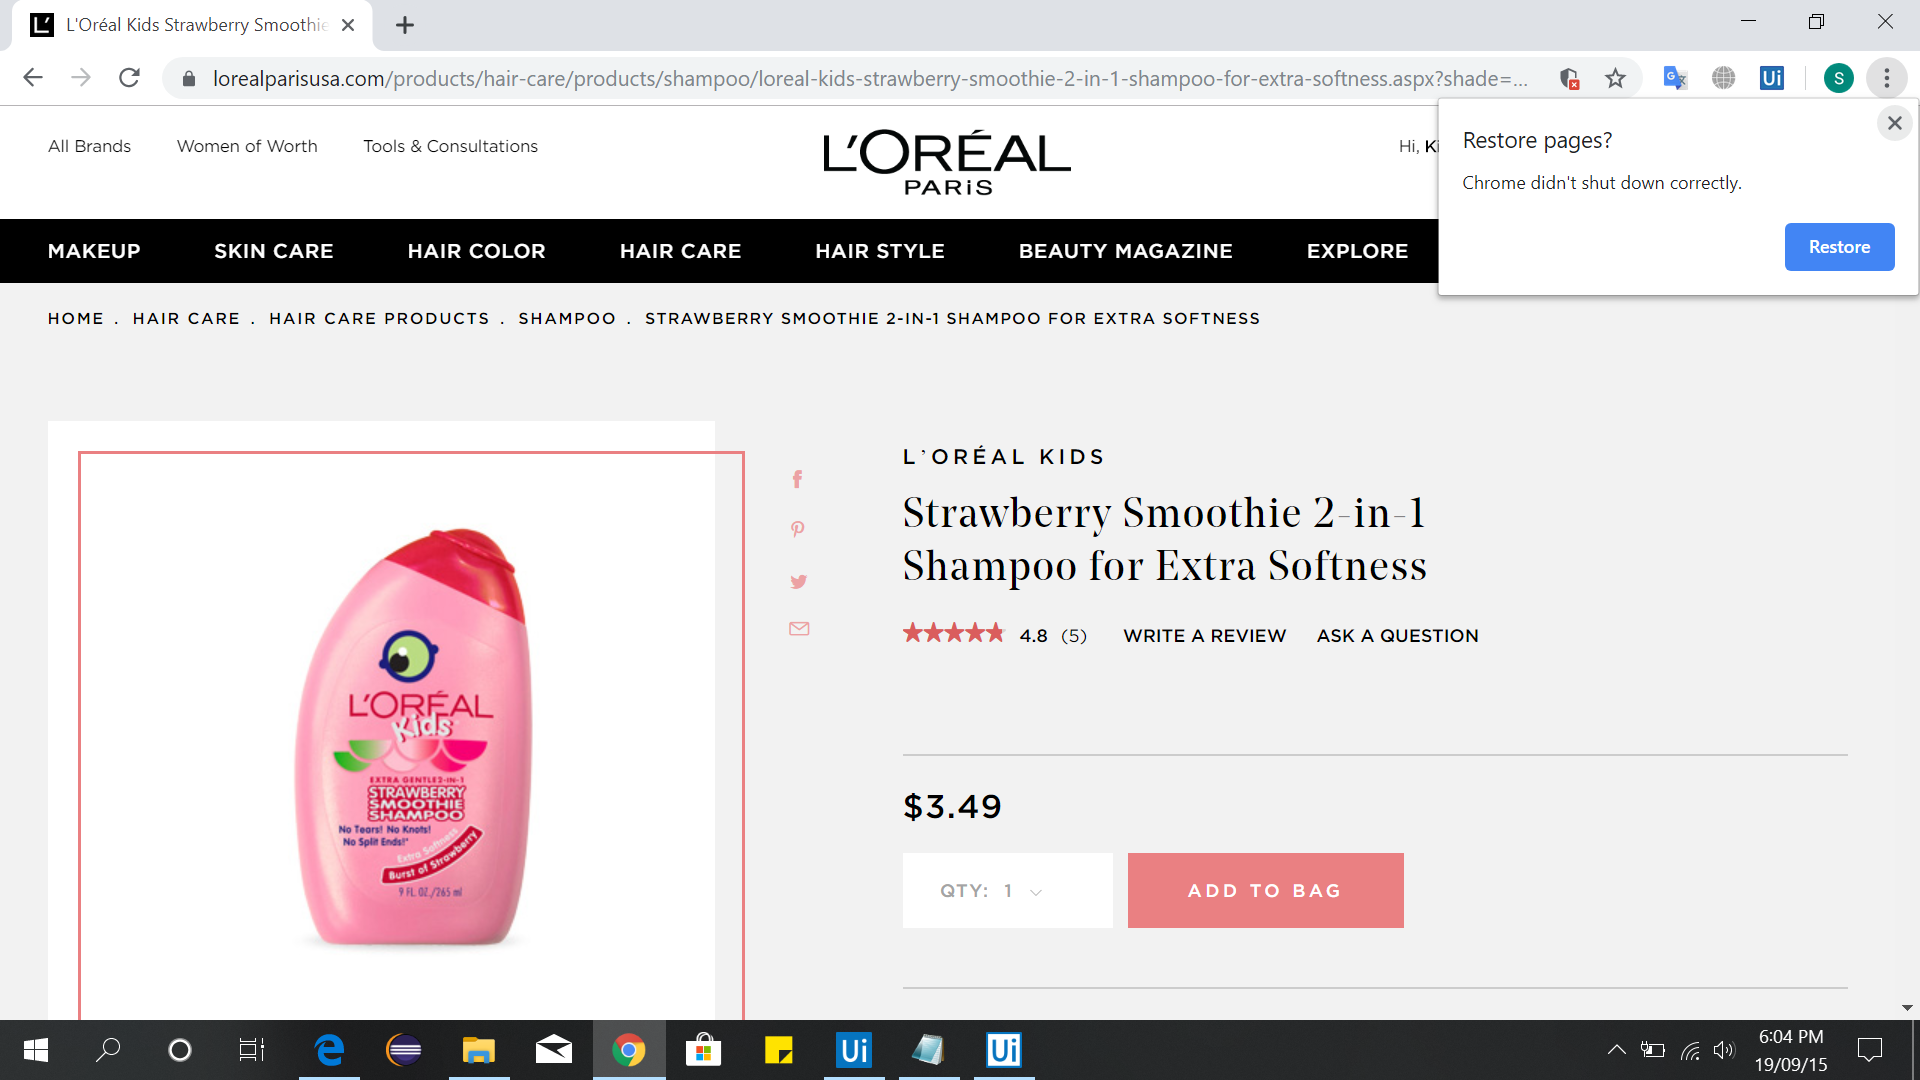 L'Oréal Kids Strawberry Smoothie
lorealparisusa.com/products/hair-care/products/shampoo/loreal-kids-strawberry-smoothie-2-in-1-shampoo-for-extra-softness.aspx?shade=...
Ui
S
All Brands
Women of Worth
Tools & Consultations
L'ORÉAL
PARiS
Hi, Ki
Restore pages?
Chrome didn't shut down correctly.
Restore
MAKEUP
SKIN CARE
HAIR COLOR
HAIR CARE
HAIR STYLE
BEAUTY MAGAZINE
EXPLORE
HOME . HAIR CARE . HAIR CARE PRODUCTS . SHAMPOO . STRAWBERRY SMOOTHIE 2-IN-1 SHAMPOO FOR EXTRA SOFTNESS
L'ORÉAL
Kids
EXTRA GENTLE 2-IN-1
STRAWBERRY
SMOOTHIE
SHAMPOO
No Tears! No Knots!
No Split Ends!*
Extra Softness
Burst of Strawberry
9 FL. OZ./265 ml
L'ORÉAL KIDS
Strawberry Smoothie 2-in-1
Shampoo for Extra Softness
4.8 (5)
WRITE A REVIEW
ASK A QUESTION
$3.49
QTY: 1
ADD TO BAG
Ui
Ui
6:04 PM
19/09/15